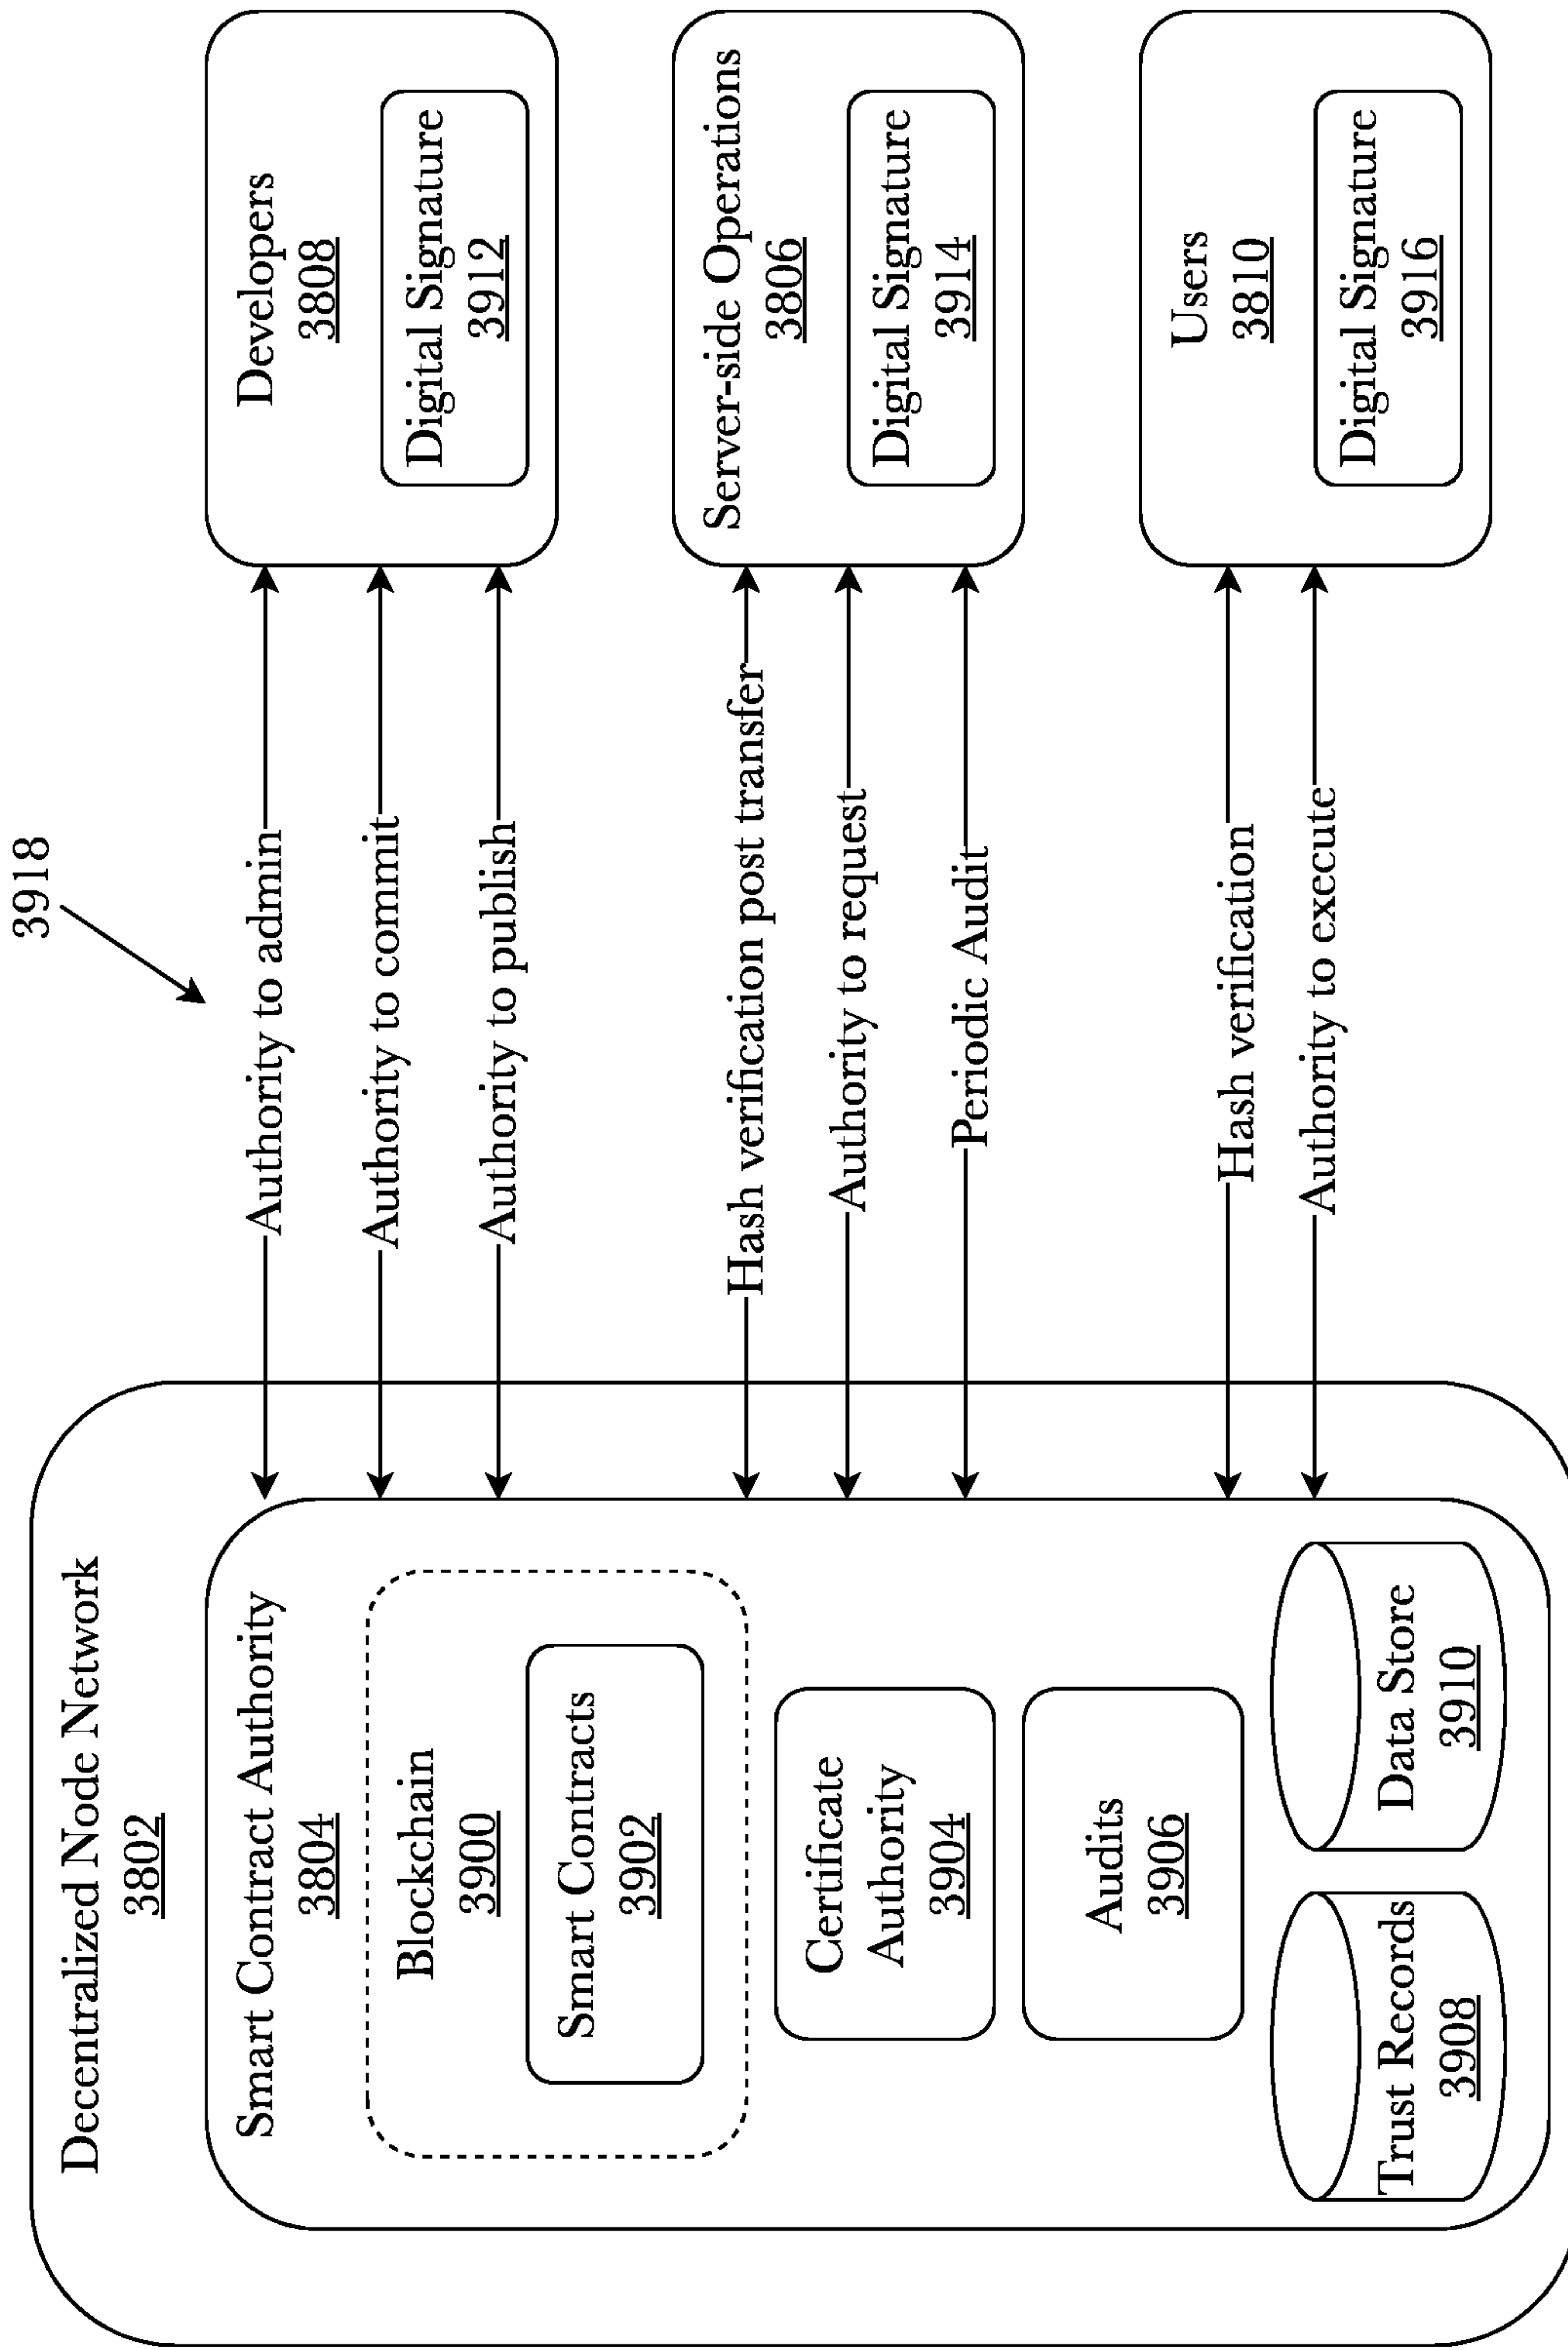 3918
Decentralized Node Network
3802
Smart Contract Authority
3804
Blockchain
3900
Smart Contracts
3902
Certificate
Authority
3904
Audits
3906
Trust Records
3908
Data Store
3910
Authority to admin
Authority to commit
Authority to publish
Hash verification post transfer
Authority to request
Periodic Audit
Hash verification
Authority to execute
Developers
3808
Digital Signature
3912
Server-side Operations
3806
Digital Signature
3914
Users
3810
Digital Signature
3916